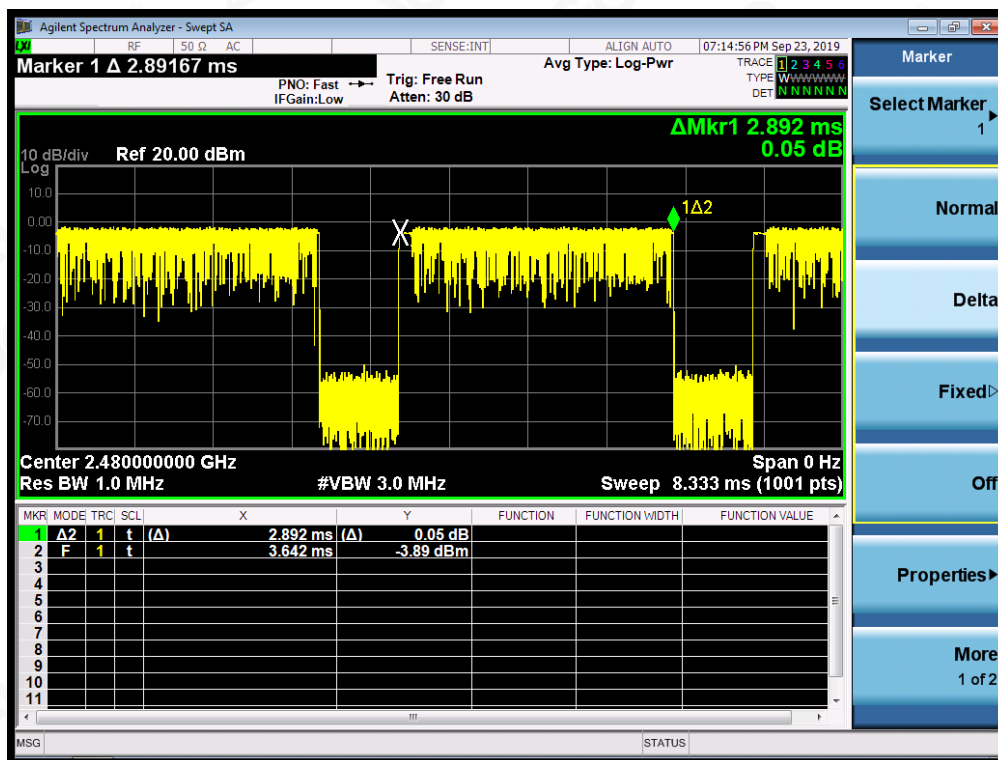 Agilent Spectrum Analyzer - Swept SA
LXI RF 50 Ω AC SENSE:INT ALIGN AUTO 07:14:56 PM Sep 23, 2019
Marker 1 Δ 2.89167 ms
PNO: Fast
IFGain:Low
Trig: Free Run
Atten: 30 dB
Avg Type: Log-Pwr
TRACE 1 2 3 4 5 6
TYPE WWWWWW
DET N N N N N N
ΔMkr1 2.892 ms
0.05 dB
10 dB/div Ref 20.00 dBm
Log
10.0
0.00
-10.0
-20.0
-30.0
-40.0
-50.0
-60.0
-70.0
X
1Δ2
Center 2.480000000 GHz Span 0 Hz
Res BW 1.0 MHz #VBW 3.0 MHz Sweep 8.333 ms (1001 pts)
MKR MODE TRC SCL X Y FUNCTION FUNCTION WIDTH FUNCTION VALUE
1 Δ2 1 t (Δ) 2.892 ms (Δ) 0.05 dB
2 F 1 t 3.642 ms -3.89 dBm
3
4
5
6
7
8
9
10
11
MSG STATUS
Marker
Select Marker
1
Normal
Delta
Fixed
Off
Properties
More
1 of 2